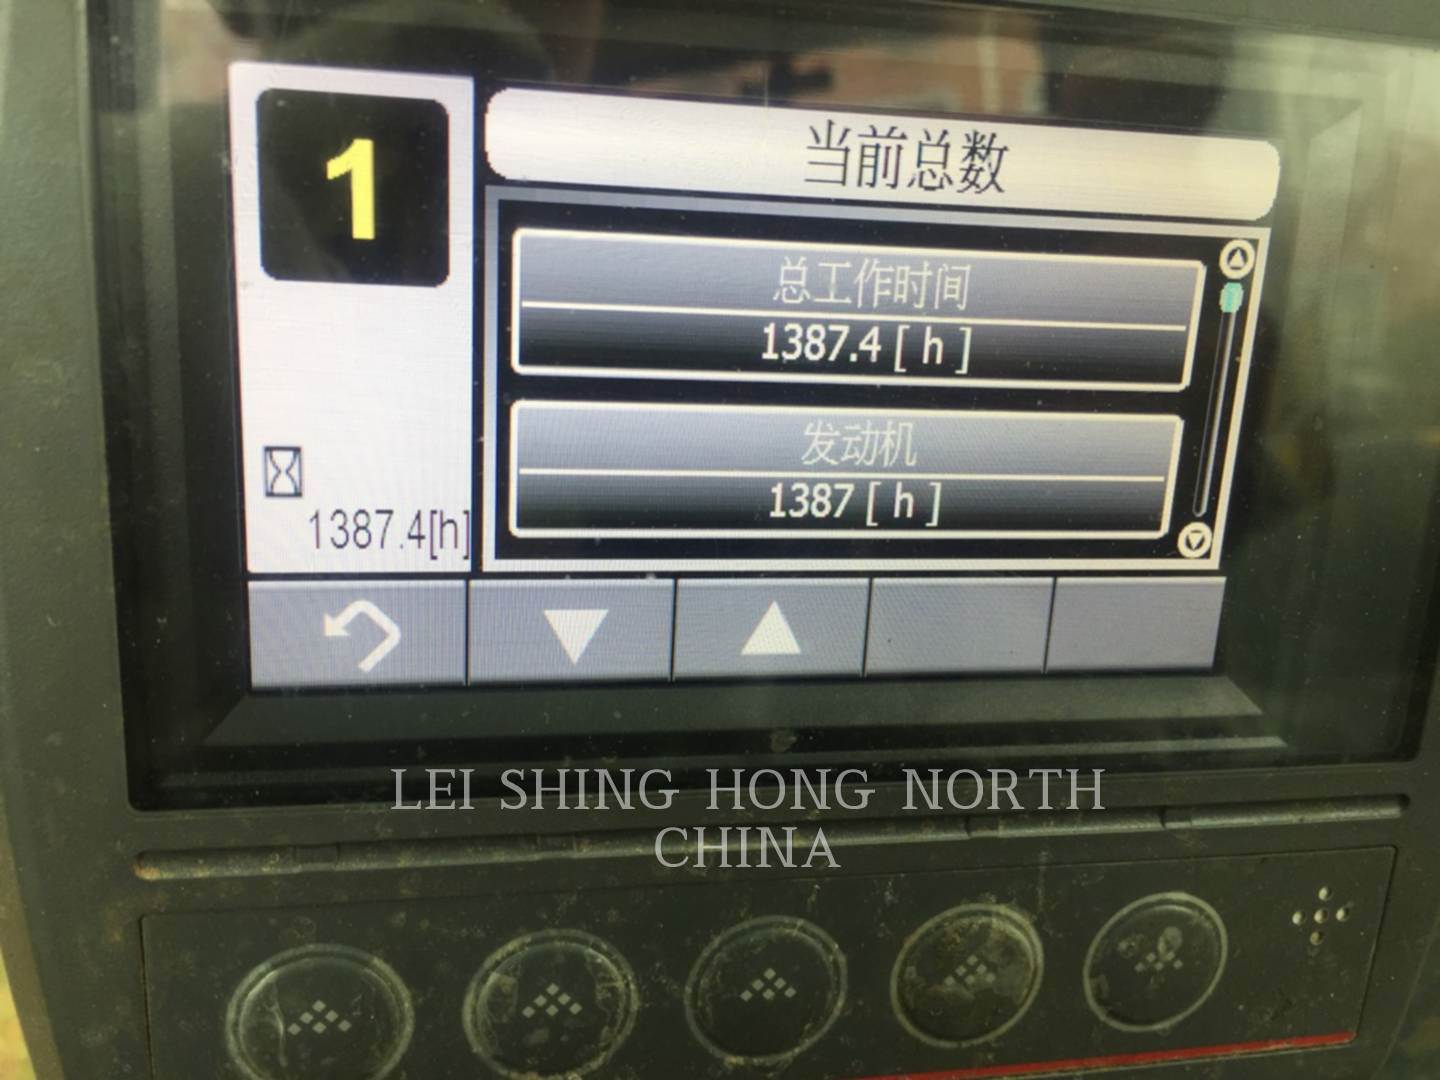 1
当前总数
总工作时间
1387.4 [ h ]
发动机
1387 [ h ]
1387.4[h]
LEI SHING HONG NORTH
CHINA